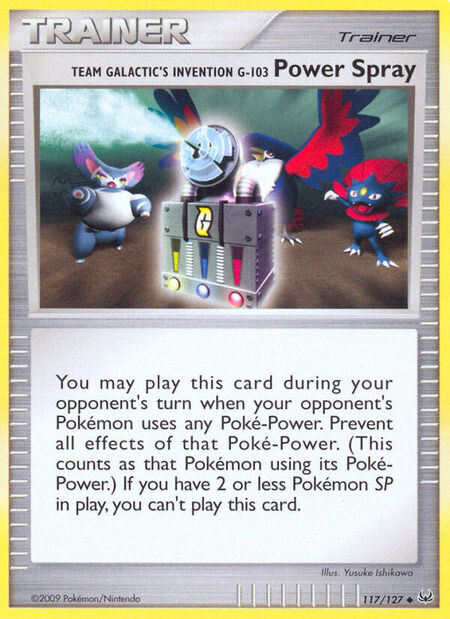 TRAINER
Trainer
TEAM GALACTIC'S INVENTION G-103 Power Spray
G
You may play this card during your
opponent's turn when your opponent's
Pokémon uses any Poké-Power. Prevent
all effects of that Poké-Power. (This
counts as that Pokémon using its Poké-
Power.) If you have 2 or less Pokémon SP
in play, you can't play this card.
Illus. Yusuke Ishikawa
©2009 Pokémon/Nintendo
117/127